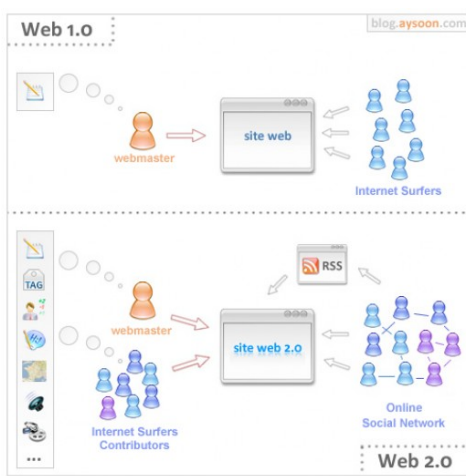 Web 1.0
blog.aysoon.com
webmaster
site web
Internet Surfers
TAG
RSS
webmaster
site web 2.0
Internet Surfers
Contributors
Online
Social Network
...
Web 2.0